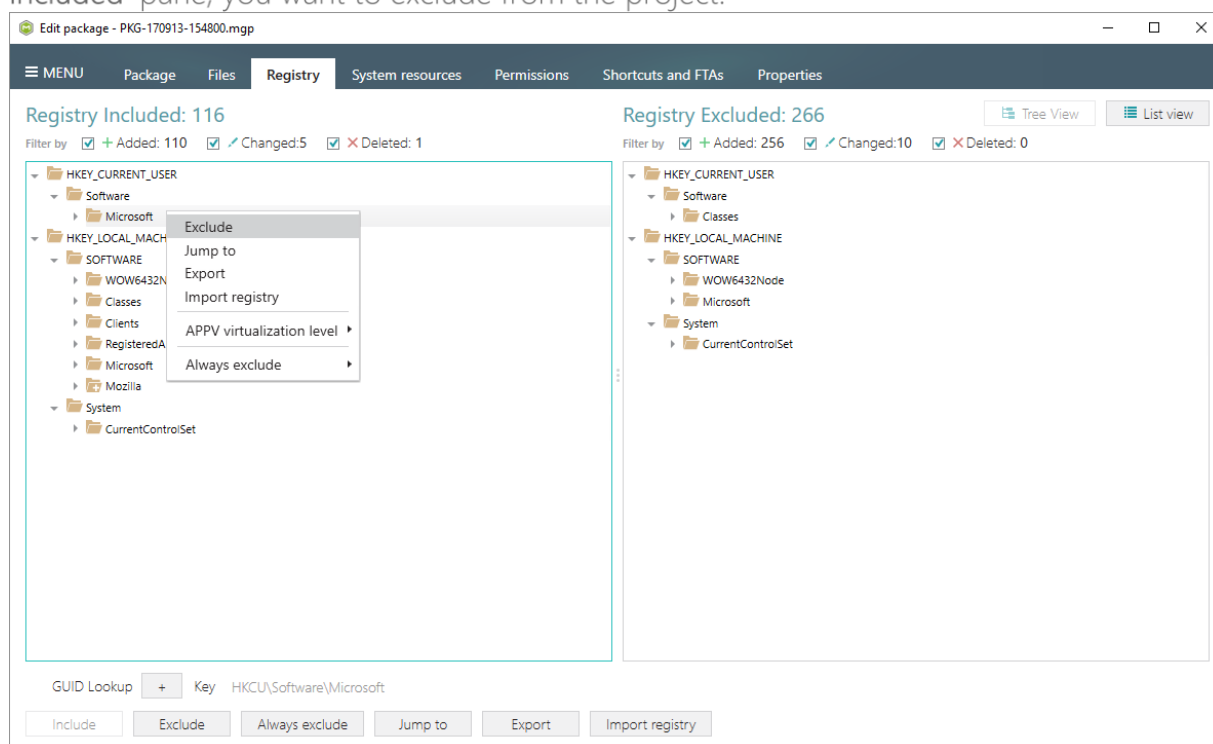 Included' pane, you want to exclude from the project.
Edit package - PKG-170913-154800.mgp
MENU Package Files Registry System resources Permissions Shortcuts and FTAs Properties
Registry Included: 116
Filter by + Added: 110 Changed:5 Deleted: 1
Registry Excluded: 266
Tree View List view
Filter by + Added: 256 Changed:10 Deleted: 0
HKEY_CURRENT_USER
Software
Microsoft
HKEY_LOCAL_MACH
SOFTWARE
WOW6432N
Classes
Clients
RegisteredA
Microsoft
Mozilla
System
CurrentControlSet
Exclude
Jump to
Export
Import registry
APPV virtualization level
Always exclude
HKEY_CURRENT_USER
Software
Classes
HKEY_LOCAL_MACHINE
SOFTWARE
WOW6432Node
Microsoft
System
CurrentControlSet
GUID Lookup + Key HKCU\Software\Microsoft
Include Exclude Always exclude Jump to Export Import registry